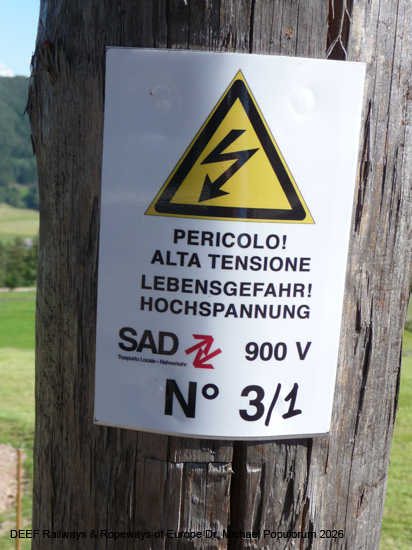 PERICOLO!
ALTA TENSIONE
LEBENSGEFAHR!
HOCHSPANNUNG
SAD 900 V
Trasporto Locale - Nahverkehr
N° 3/1
DEEF Railways & Ropeways of Europe Dr. Michael Populorum 2026